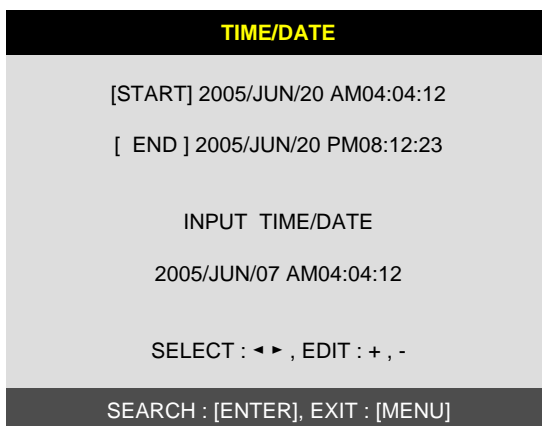 TIME/DATE
[START] 2005/JUN/20 AM04:04:12
[ END ] 2005/JUN/20 PM08:12:23
INPUT TIME/DATE
2005/JUN/07 AM04:04:12
SELECT : ◄ ► , EDIT : + , -
SEARCH : [ENTER], EXIT : [MENU]